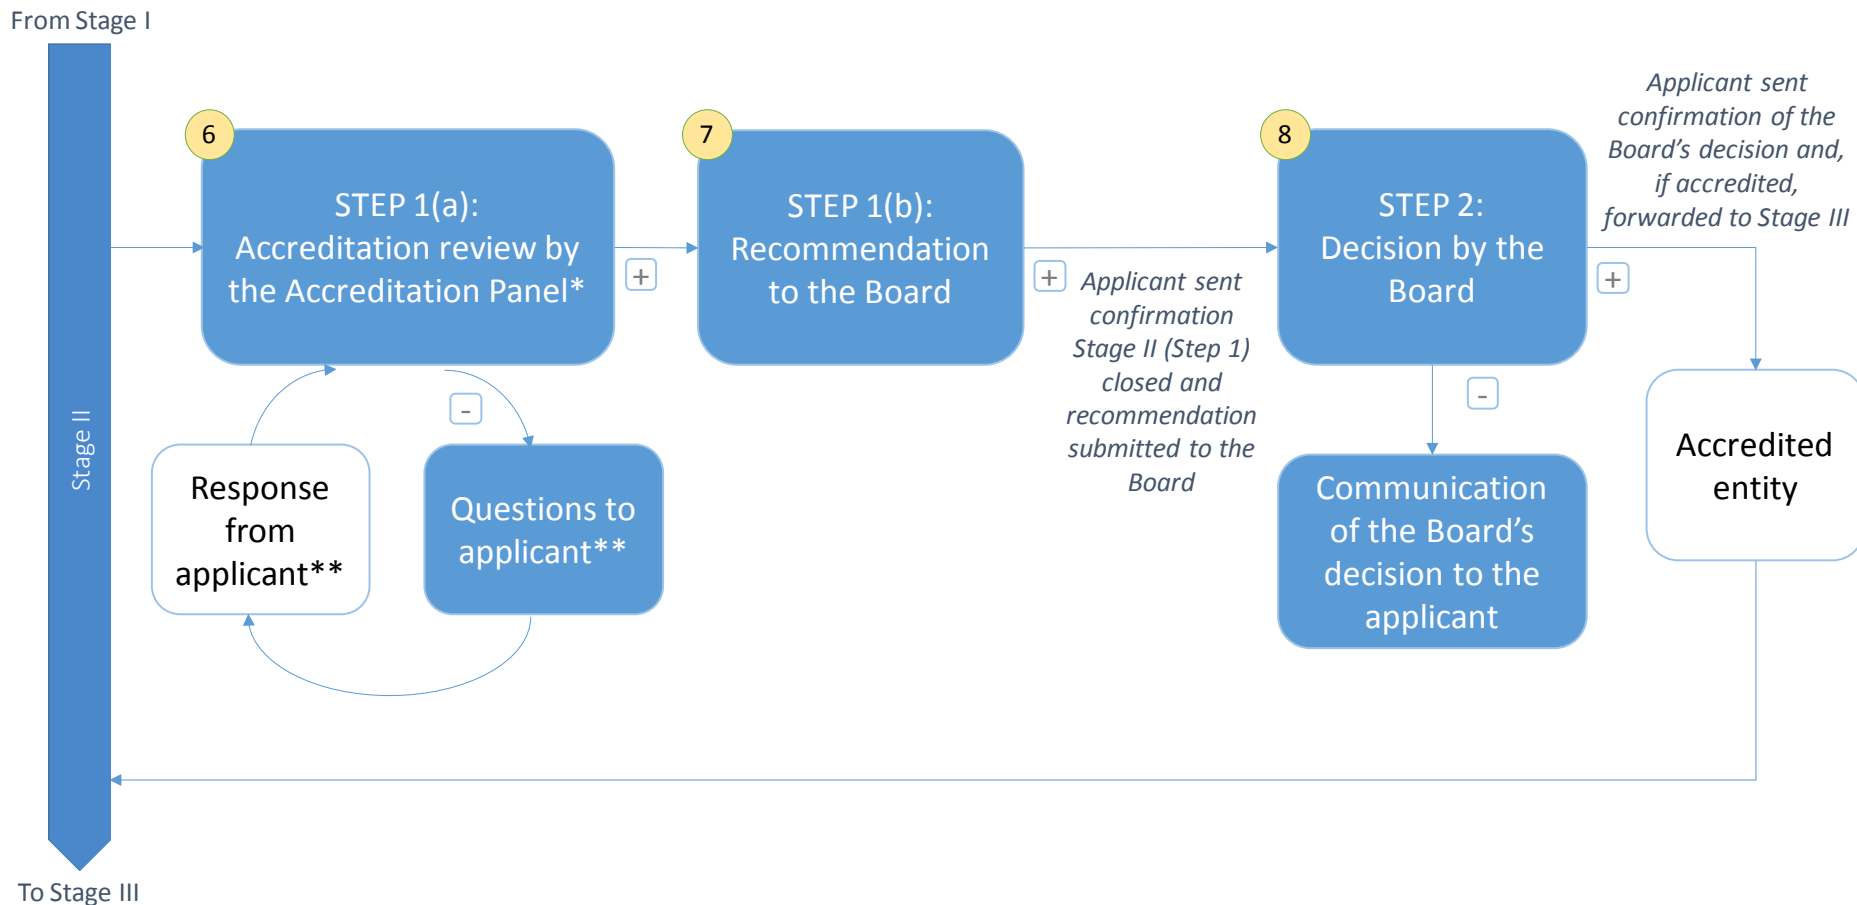 From Stage I
Stage II
6
STEP 1(a):
Accreditation review by
the Accreditation Panel*
+
7
STEP 1(b):
Recommendation
to the Board
+
Applicant sent
confirmation
Stage II (Step 1)
closed and
recommendation
submitted to the
Board
8
STEP 2:
Decision by the
Board
+
Applicant sent
confirmation of the
Board’s decision and,
if accredited,
forwarded to Stage III
-
Questions to
applicant**
Response
from
applicant**
-
Communication
of the Board’s
decision to the
applicant
Accredited
entity
To Stage III